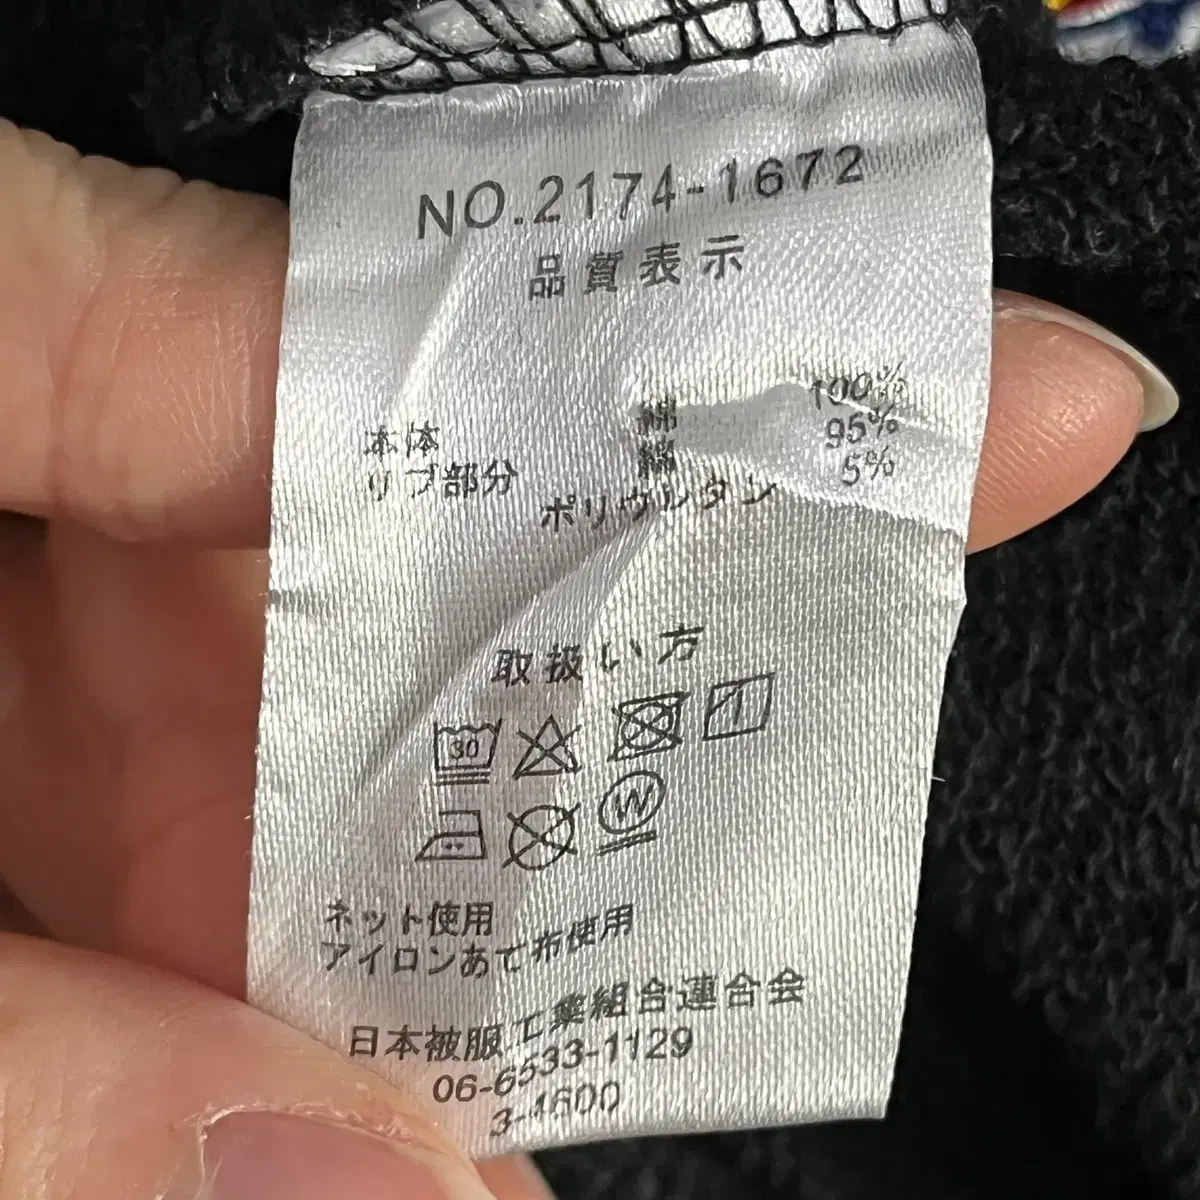 NO.2174-1672
品質表示
本体 綿 100%
リブ部分 綿 95%
ポリウレタン 5%
取扱い方
30
W
ネット使用
アイロンあて布使用
日本被服工業組合連合会
06-6533-1129
3-1600